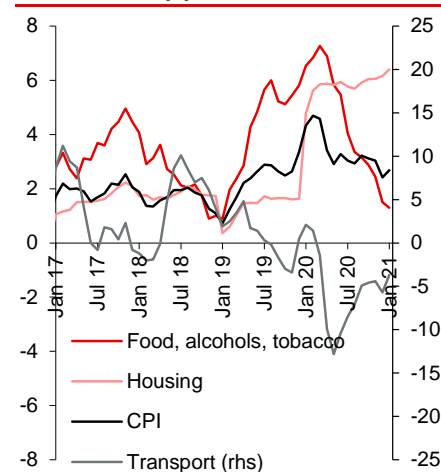 8
6
4
2
0
-2
-4
-6
-8
25
20
15
10
5
0
-5
-10
-15
-20
-25
Jan 17
Jul 17
Jan 18
Jul 18
Jan 19
Jul 19
Jan 20
Jul 20
Jan 21
Food, alcohols, tobacco
Housing
CPI
Transport (rhs)